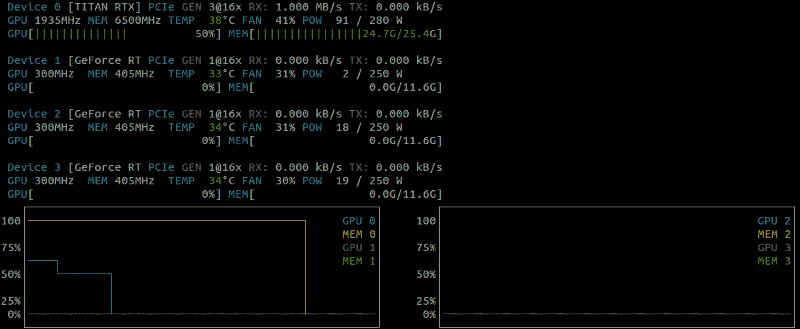 Device 0 [TITAN RTX] PCIe GEN 3@16x RX: 1.000 MB/s TX: 0.000 kB/s
GPU 1935MHz MEM 6500MHz TEMP 38°C FAN 41% POW 91 / 280 W
GPU[||||||||||||||| 50%] MEM[|||||||||||||||||24.7G/25.4G]
Device 1 [GeForce RT PCIe GEN 1@16x RX: 0.000 kB/s TX: 0.000 kB/s
GPU 300MHz MEM 405MHz TEMP 33°C FAN 31% POW 2 / 250 W
GPU[ 0%] MEM[ 0.0G/11.6G]
Device 2 [GeForce RT PCIe GEN 1@16x RX: 0.000 kB/s TX: 0.000 kB/s
GPU 300MHz MEM 405MHz TEMP 34°C FAN 31% POW 18 / 250 W
GPU[ 0%] MEM[ 0.0G/11.6G]
Device 3 [GeForce RT PCIe GEN 1@16x RX: 0.000 kB/s TX: 0.000 kB/s
GPU 300MHz MEM 405MHz TEMP 34°C FAN 30% POW 19 / 250 W
GPU[ 0%] MEM[ 0.0G/11.6G]
100
75%
50%
25%
0%
GPU 0
MEM 0
GPU 1
MEM 1
100
75%
50%
25%
0%
GPU 2
MEM 2
GPU 3
MEM 3